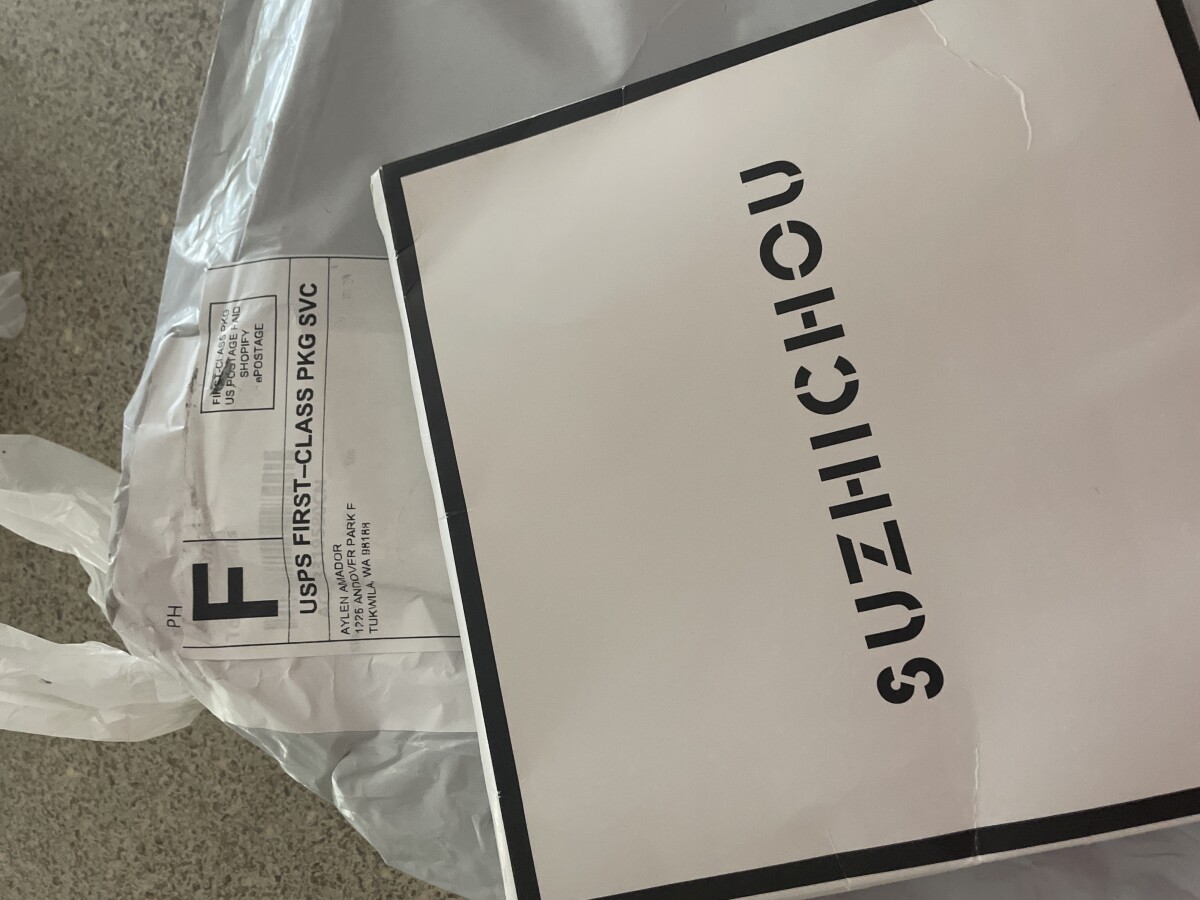 PH
F
FIRST-CLASS PKG
US POSTAGE PAID
SHOPIFY
ePOSTAGE
USPS FIRST-CLASS PKG SVC
AYLEN AMADOR
1225 ANDOVER PARK F
TUKWILA WA 98188
SUZHICHOU